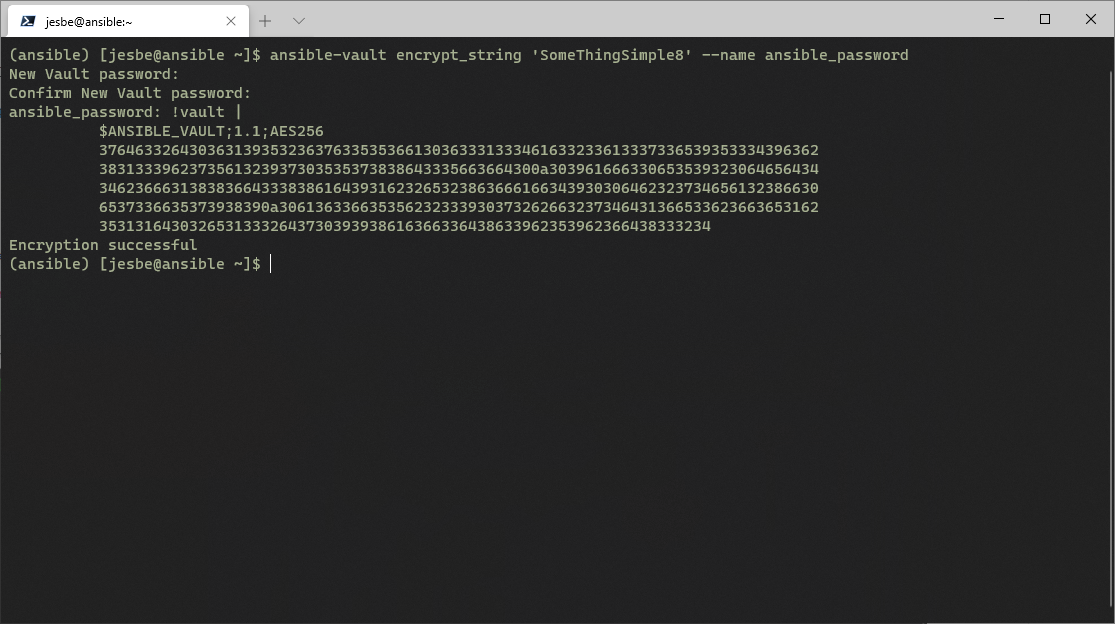 jesbe@ansible:~
(ansible) [jesbe@ansible ~]$ ansible-vault encrypt_string 'SomeThingSimple8' --name ansible_password
New Vault password:
Confirm New Vault password:
ansible_password: !vault |
          $ANSIBLE_VAULT;1.1;AES256
          37646332643036313935323637633535366130363331333461633233613337336539353334396362
          3831333962373561323937303535373838643335663664300a303961666330653539323064656434
          34623666313838366433383861643931623265323863666166343930306462323734656132386630
          6537336635373938390a306136336635356232333930373262663237346431366533623663653162
          35313164303265313332643730393938616366336438633962353962366438333234
Encryption successful
(ansible) [jesbe@ansible ~]$